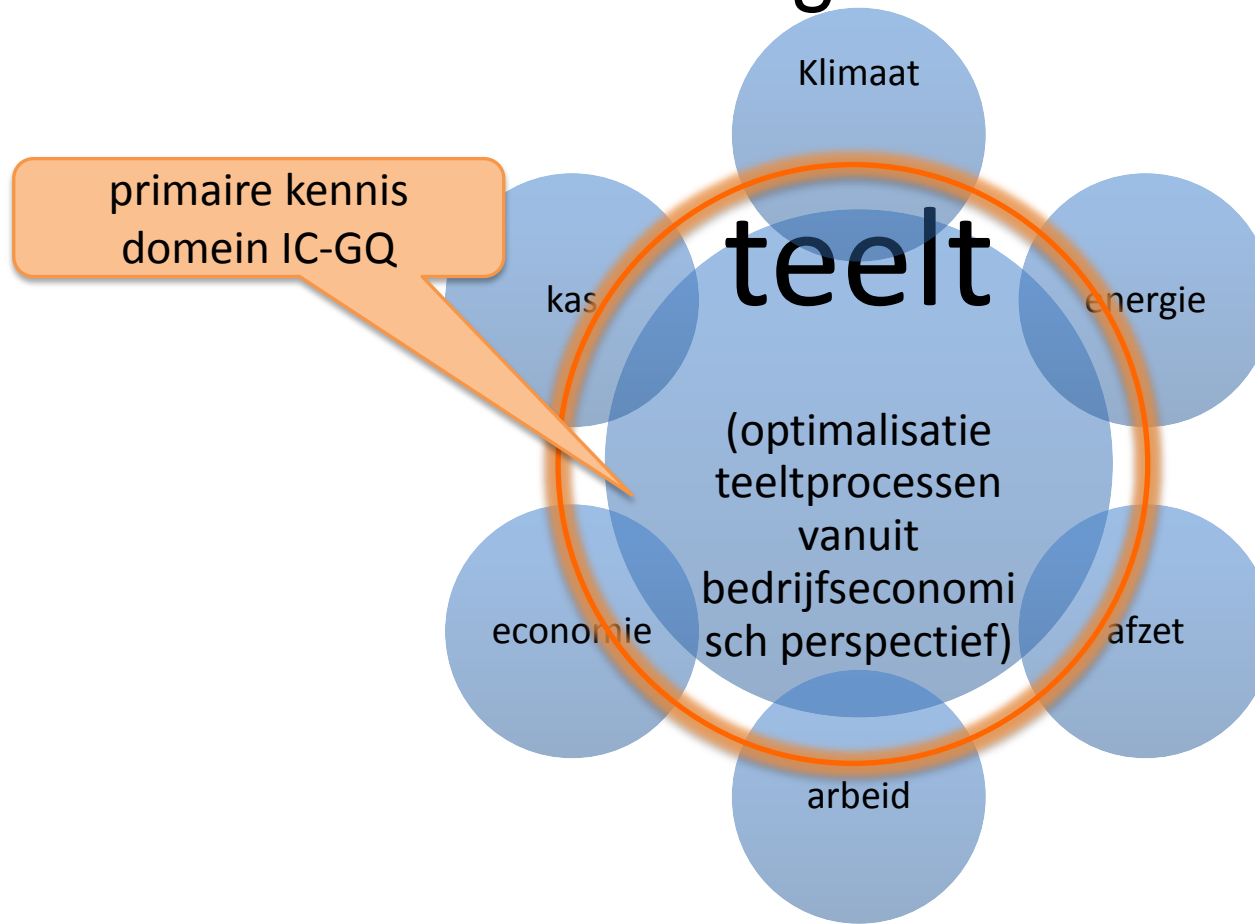 Klimaat
primaire kennis
domein IC-GQ
teelt
kas
energie
(optimalisatie
teeltprocessen
vanuit
bedrijfseconomi
sch perspectief)
economie
afzet
arbeid